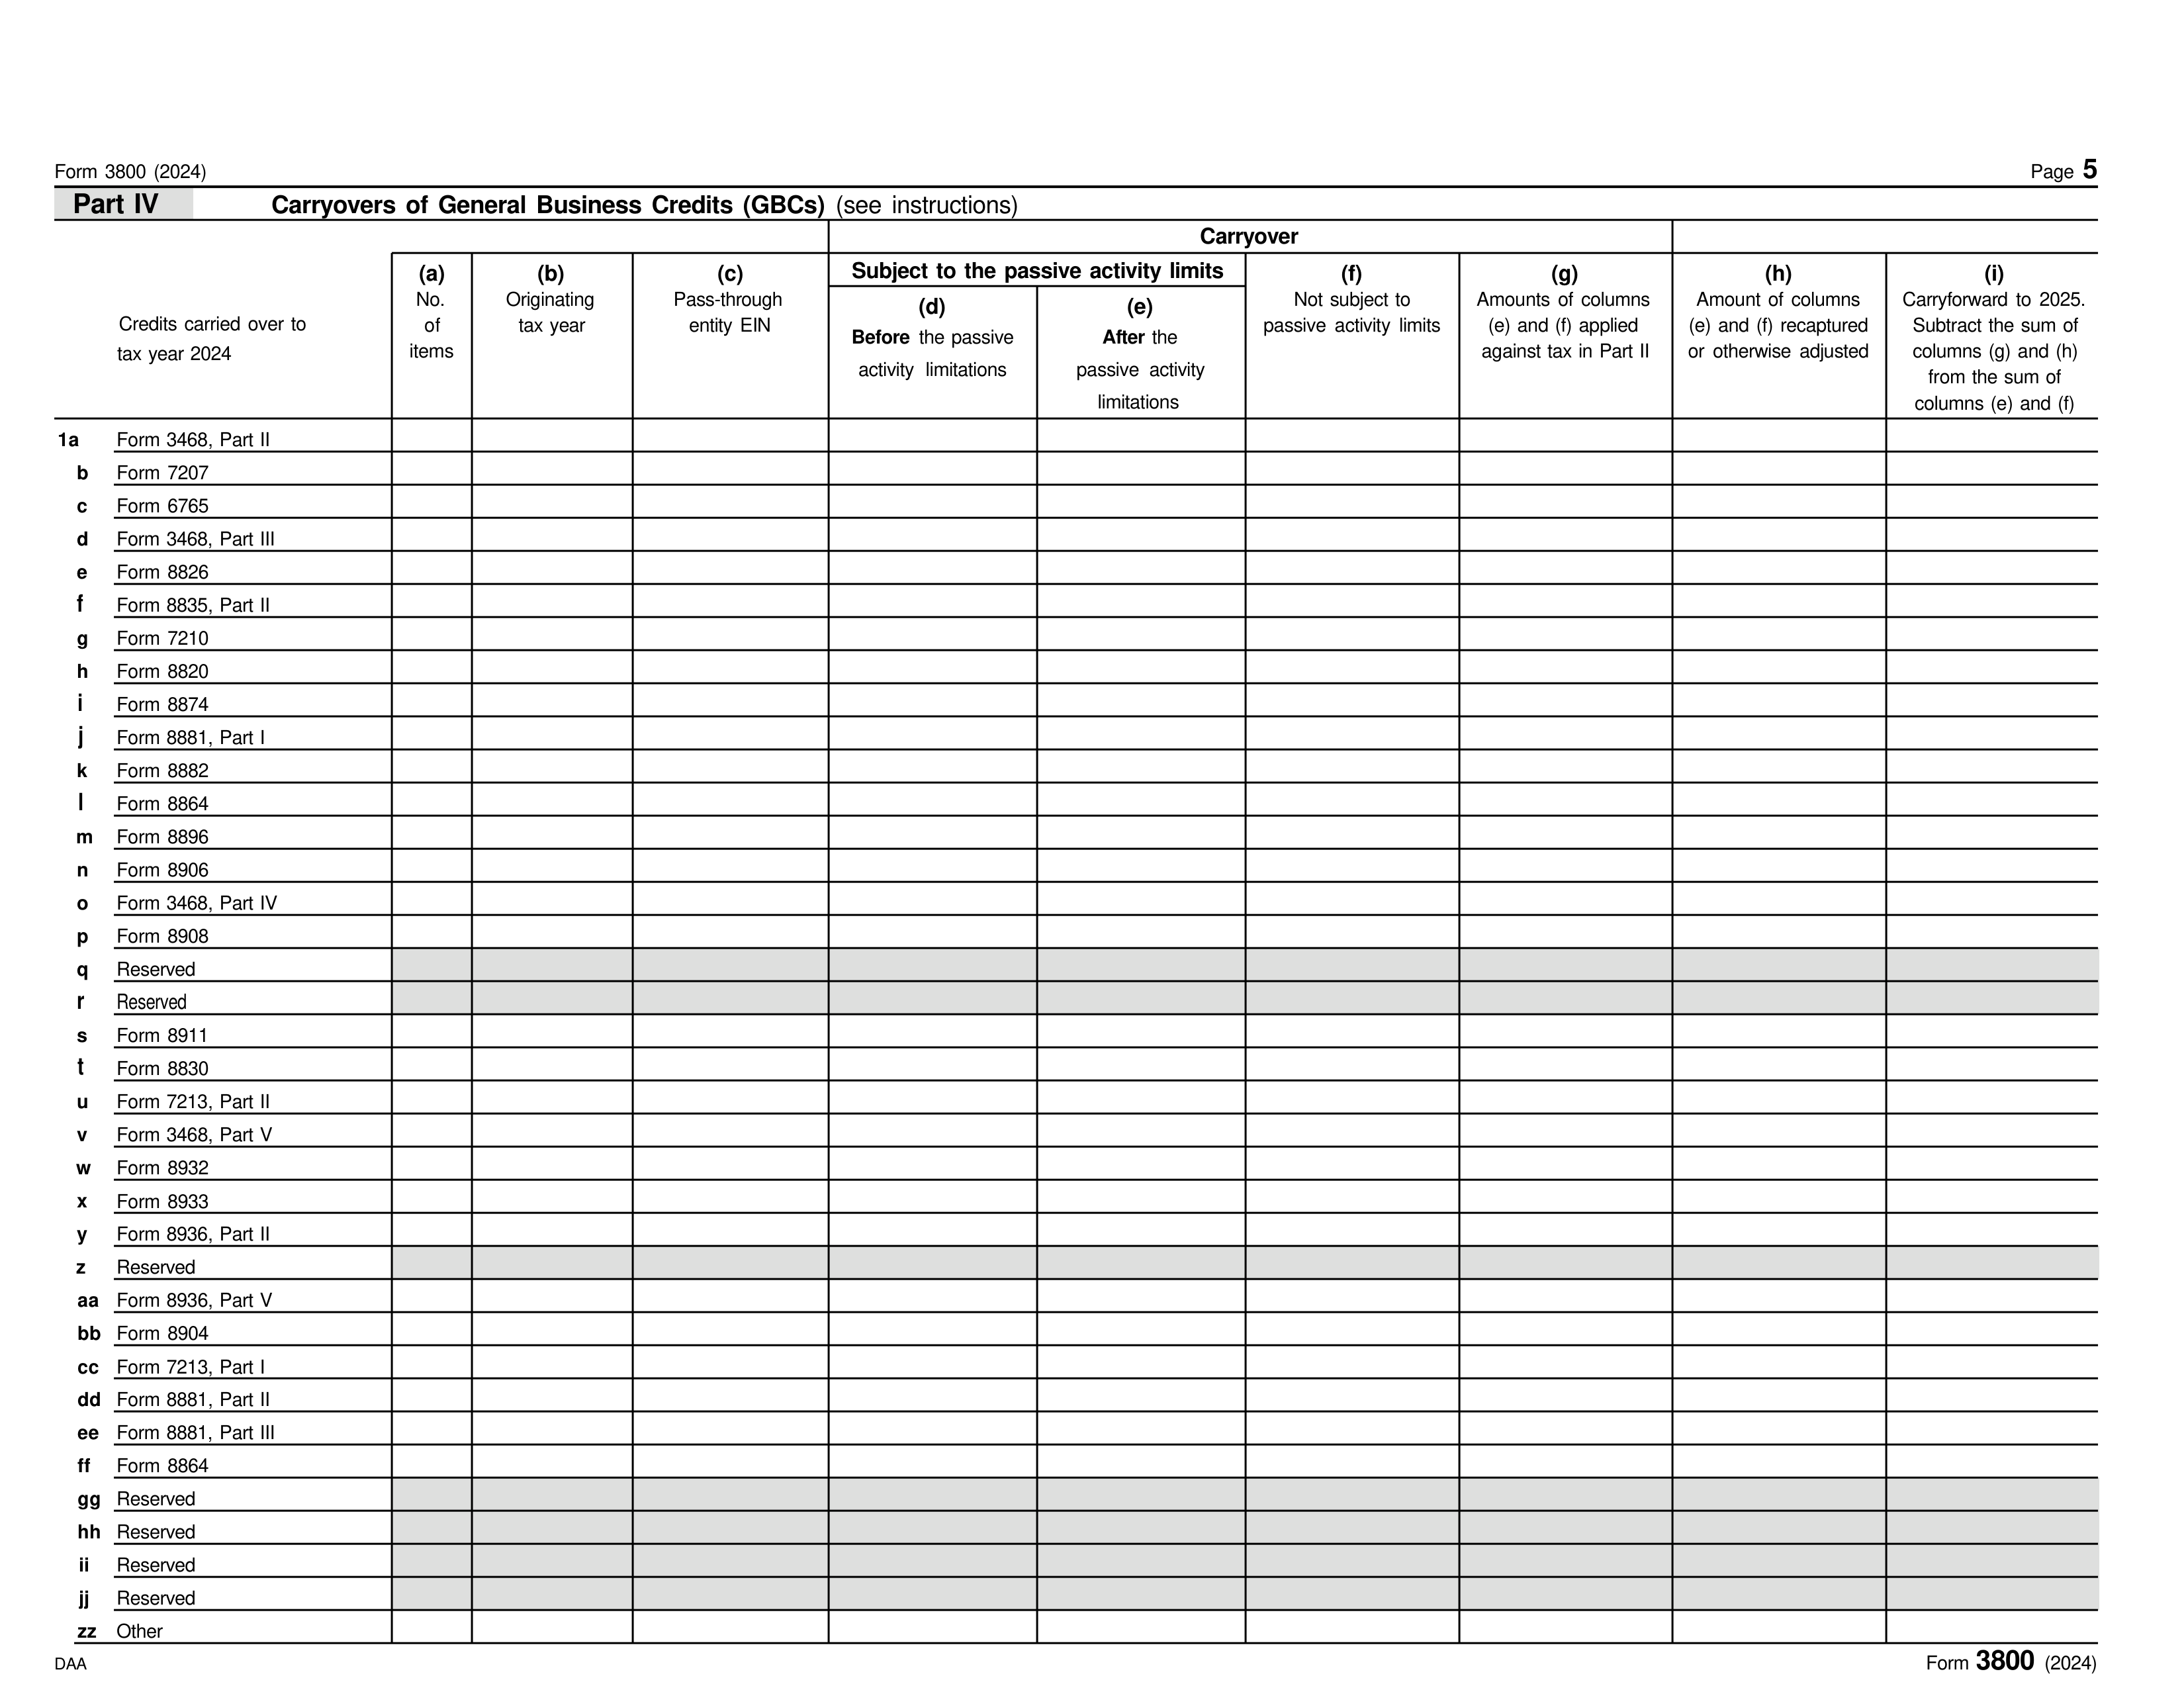 Form 3800 (2024) Page 5
Part IV Carryovers of General Business Credits (GBCs) (see instructions)
Carryover
Credits carried over to
tax year 2024
(a)
No.
of
items
(b)
Originating
tax year
(c)
Pass-through
entity EIN
Subject to the passive activity limits
(d)
Before the passive
activity limitations
(e)
After the
passive activity
limitations
(f)
Not subject to
passive activity limits
(g)
Amounts of columns
(e) and (f) applied
against tax in Part II
(h)
Amount of columns
(e) and (f) recaptured
or otherwise adjusted
(i)
Carryforward to 2025.
Subtract the sum of
columns (g) and (h)
from the sum of
columns (e) and (f)
1a Form 3468, Part II
b Form 7207
c Form 6765
d Form 3468, Part III
e Form 8826
f Form 8835, Part II
g Form 7210
h Form 8820
i Form 8874
j Form 8881, Part I
k Form 8882
l Form 8864
m Form 8896
n Form 8906
o Form 3468, Part IV
p Form 8908
q Reserved
r Reserved
s Form 8911
t Form 8830
u Form 7213, Part II
v Form 3468, Part V
w Form 8932
x Form 8933
y Form 8936, Part II
z Reserved
aa Form 8936, Part V
bb Form 8904
cc Form 7213, Part I
dd Form 8881, Part II
ee Form 8881, Part III
ff Form 8864
gg Reserved
hh Reserved
ii Reserved
jj Reserved
zz Other
DAA Form 3800 (2024)